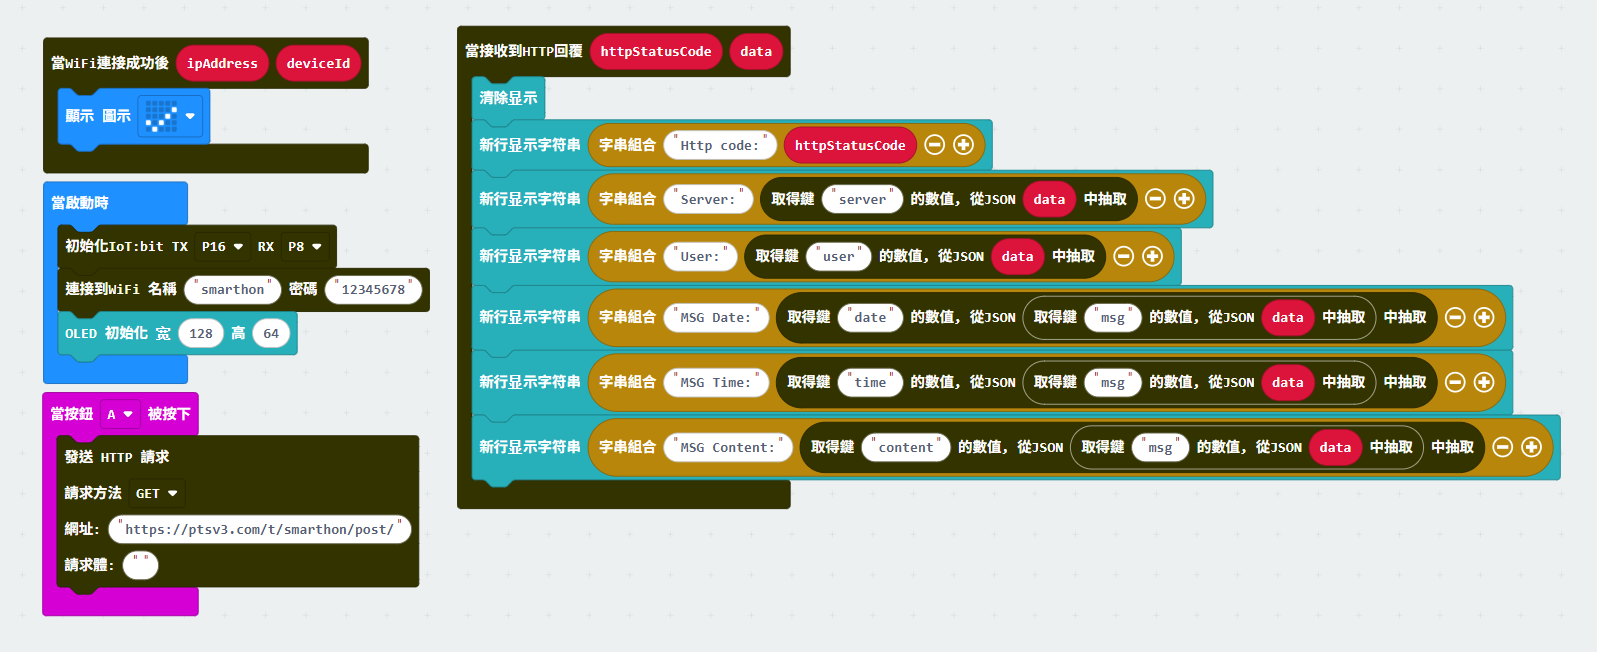 當WiFi連接成功後 ipAddress deviceId
顯示 圖示
當啟動時
初始化IoT:bit TX P16 RX P8
連接到WiFi 名稱 "smarthon" 密碼 "12345678"
OLED 初始化 宽 128 高 64
當按鈕 A 被按下
發送 HTTP 請求
請求方法 GET
網址: "https://ptsv3.com/t/smarthon/post/"
請求體: ""
當接收到HTTP回覆 httpStatusCode data
清除显示
新行显示字符串 字串組合 "Http code:" httpStatusCode
新行显示字符串 字串組合 "Server:" 取得鍵 "server" 的數值, 從JSON data 中抽取
新行显示字符串 字串組合 "User:" 取得鍵 "user" 的數值, 從JSON data 中抽取
新行显示字符串 字串組合 "MSG Date:" 取得鍵 "date" 的數值, 從JSON 取得鍵 "msg" 的數值, 從JSON data 中抽取 中抽取
新行显示字符串 字串組合 "MSG Time:" 取得鍵 "time" 的數值, 從JSON 取得鍵 "msg" 的數值, 從JSON data 中抽取 中抽取
新行显示字符串 字串組合 "MSG Content:" 取得鍵 "content" 的數值, 從JSON 取得鍵 "msg" 的數值, 從JSON data 中抽取 中抽取